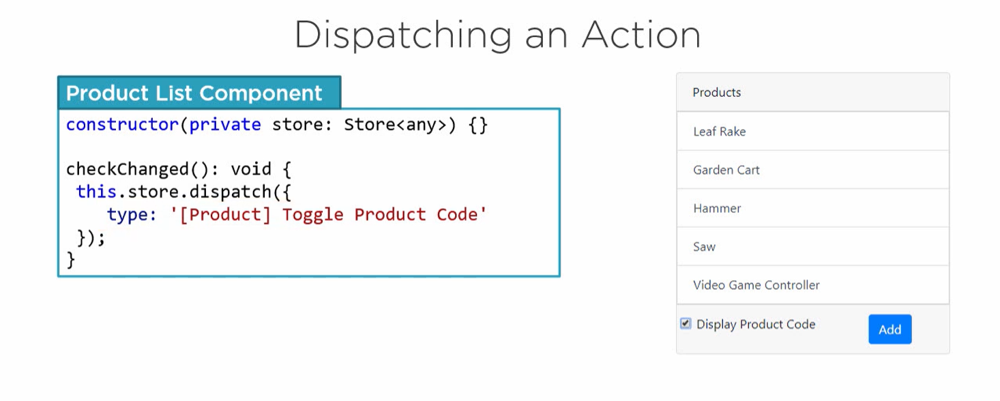 Dispatching an Action
Product List Component
constructor(private store: Store<any>) {}
checkChanged(): void {
this.store.dispatch({
type: '[Product] Toggle Product Code'
});
}
Products
Leaf Rake
Garden Cart
Hammer
Saw
Video Game Controller
Display Product Code
Add